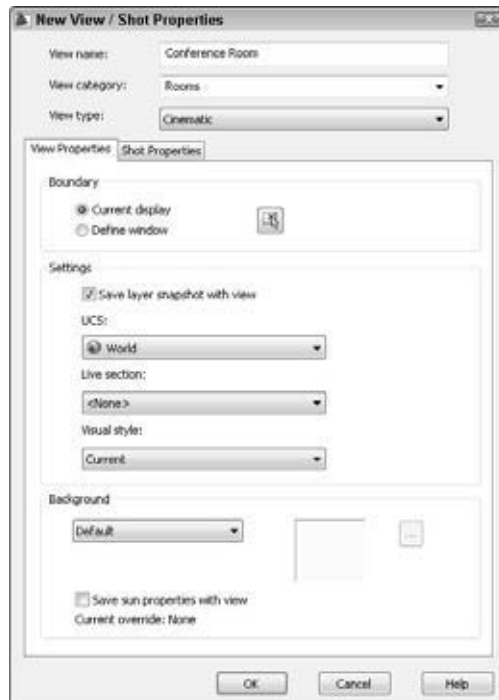 New View / Shot Properties
View name: Conference Room
View category: Rooms
View type: Cinematic
View Properties Shot Properties
Boundary
Current display
Define window
Settings
Save layer snapshot with view
UCS:
World
Live section:
<None>
Visual style:
Current
Background
Default
...
Save sun properties with view
Current override: None
OK Cancel Help